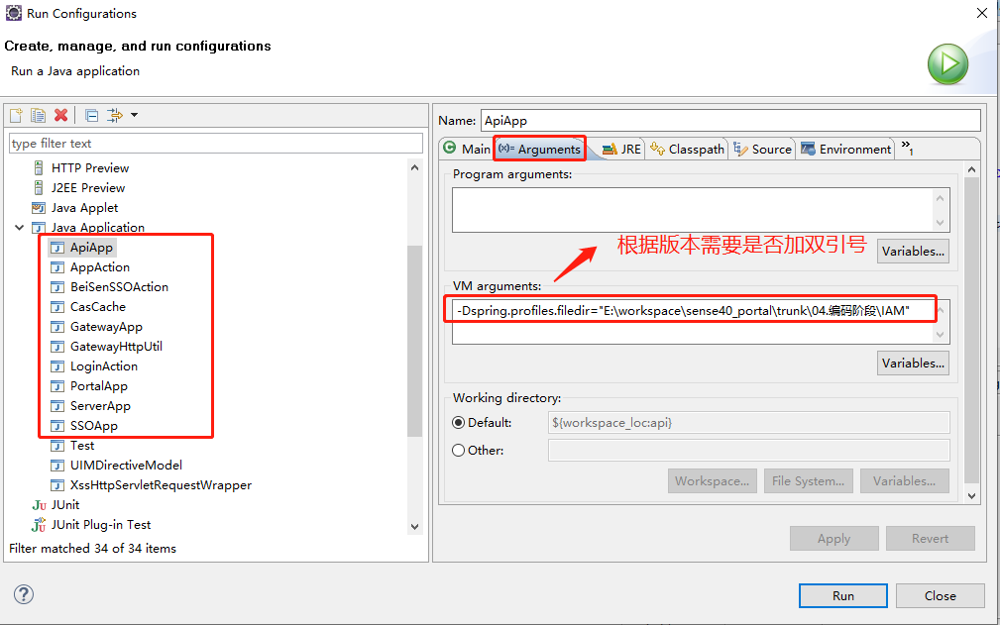 Run Configurations
Create, manage, and run configurations
Run a Java application
type filter text
HTTP Preview
J2EE Preview
Java Applet
Java Application
ApiApp
AppAction
BeiSenSSOAction
CasCache
GatewayApp
GatewayHttpUtil
LoginAction
PortalApp
ServerApp
SSOApp
Test
UIMDirectiveModel
XssHttpServletRequestWrapper
JUnit
JUnit Plug-in Test
Filter matched 34 of 34 items
Name: ApiApp
Main (x)= Arguments JRE Classpath Source Environment »1
Program arguments:
根据版本需要是否加双引号
Variables...
VM arguments:
-Dspring.profiles.filedir="E:\workspace\sense40_portal\trunk\04.编码阶段\IAM"
Variables...
Working directory:
Default: ${workspace_loc:api}
Other:
Workspace... File System... Variables...
Apply Revert
Run Close